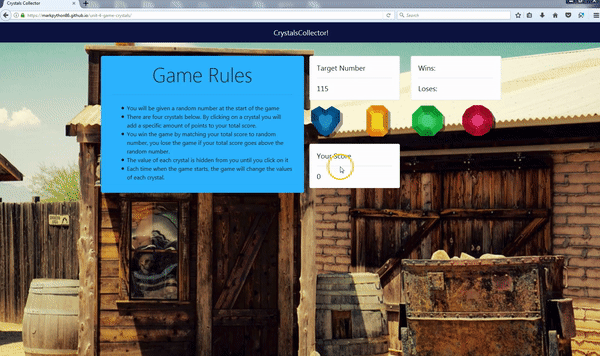 Crystals Collector
https://markpython86.github.io/unit-4-game-crystals/
Search
CrystalsCollector!
Game Rules
You will be given a random number at the start of the game
There are four crystals below. By clicking on a crystal you will
add a specific amount of points to your total score.
You win the game by matching your total score to random
number, you lose the game if your total score goes above the
random number.
The value of each crystal is hidden from you until you click on it
Each time when the game starts, the game will change the values
of each crystal.
Target Number
115
Wins:
Loses:
Your Score
0